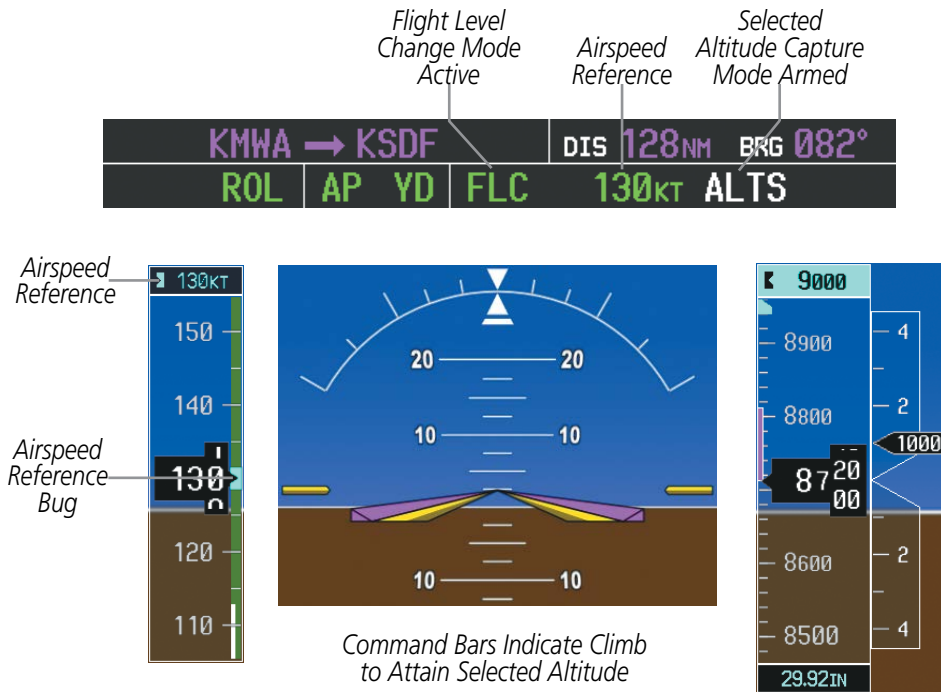 Flight Level
Change Mode
Active
Airspeed
Reference
Selected
Altitude Capture
Mode Armed
KMWA → KSDF DIS 128NM BRG 082°
ROL AP YD FLC 130KT ALTS
Airspeed
Reference
130KT
150
140
130
120
110
Airspeed
Reference
Bug
20 20
10 10
10 10
Command Bars Indicate Climb
to Attain Selected Altitude
9000
8900
8800
87 20
00
8600
8500
29.92IN
4
2
1000
2
4